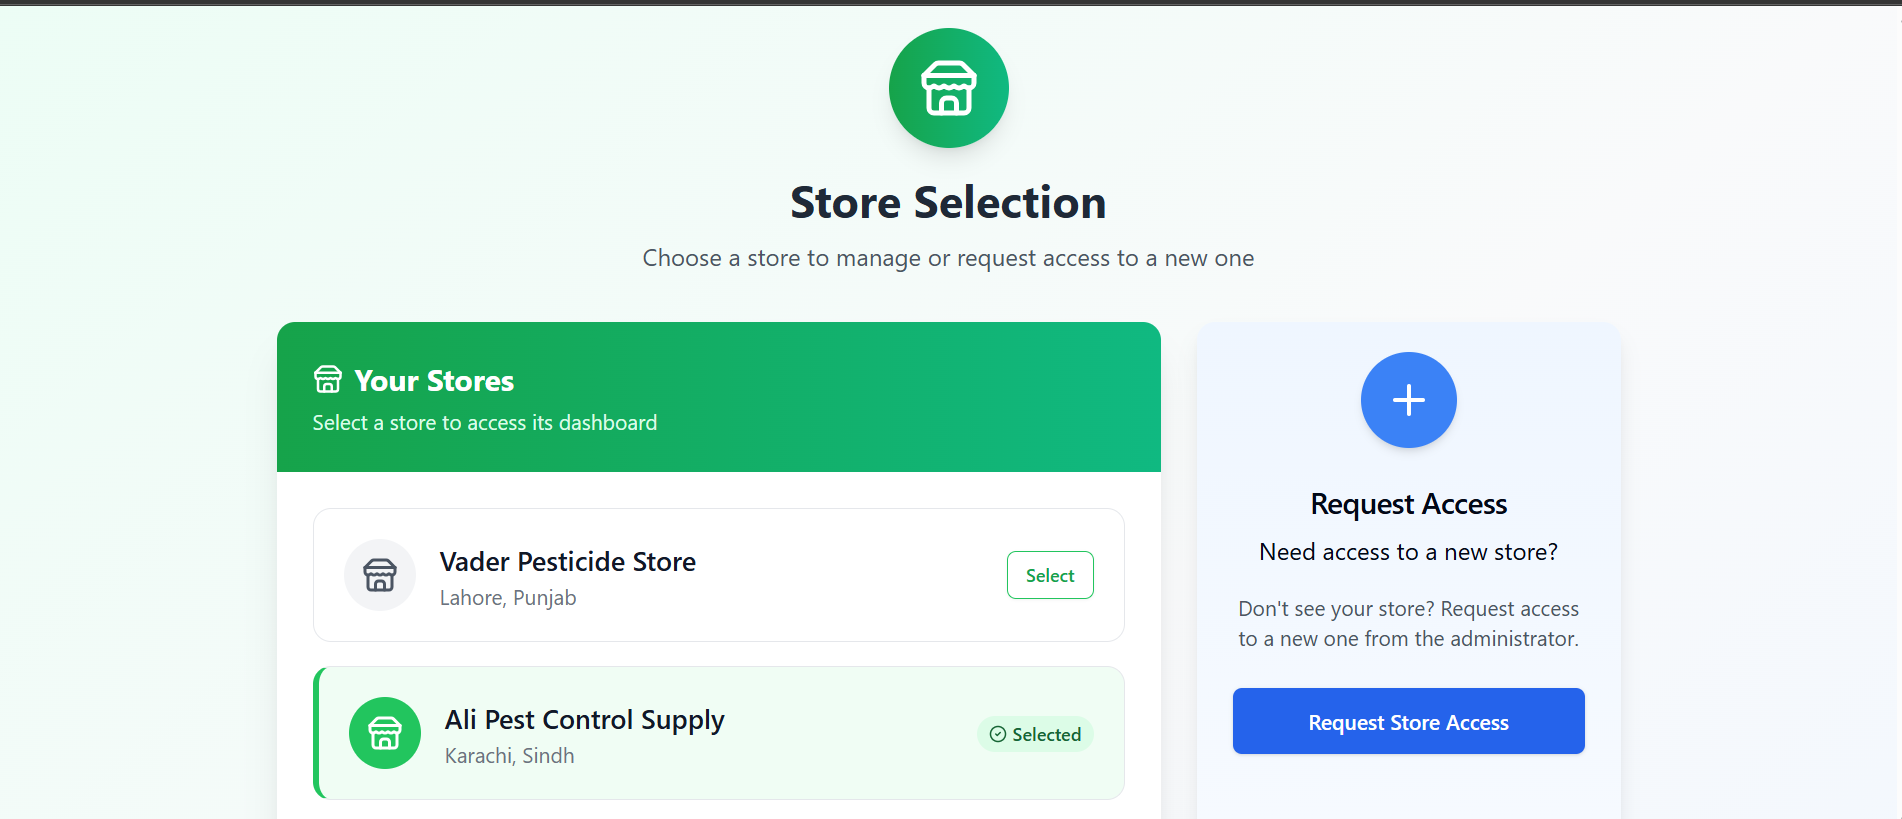 Store Selection
Choose a store to manage or request access to a new one
Your Stores
Select a store to access its dashboard
Vader Pesticide Store
Lahore, Punjab
Select
Ali Pest Control Supply
Karachi, Sindh
Selected
Request Access
Need access to a new store?
Don't see your store? Request access
to a new one from the administrator.
Request Store Access